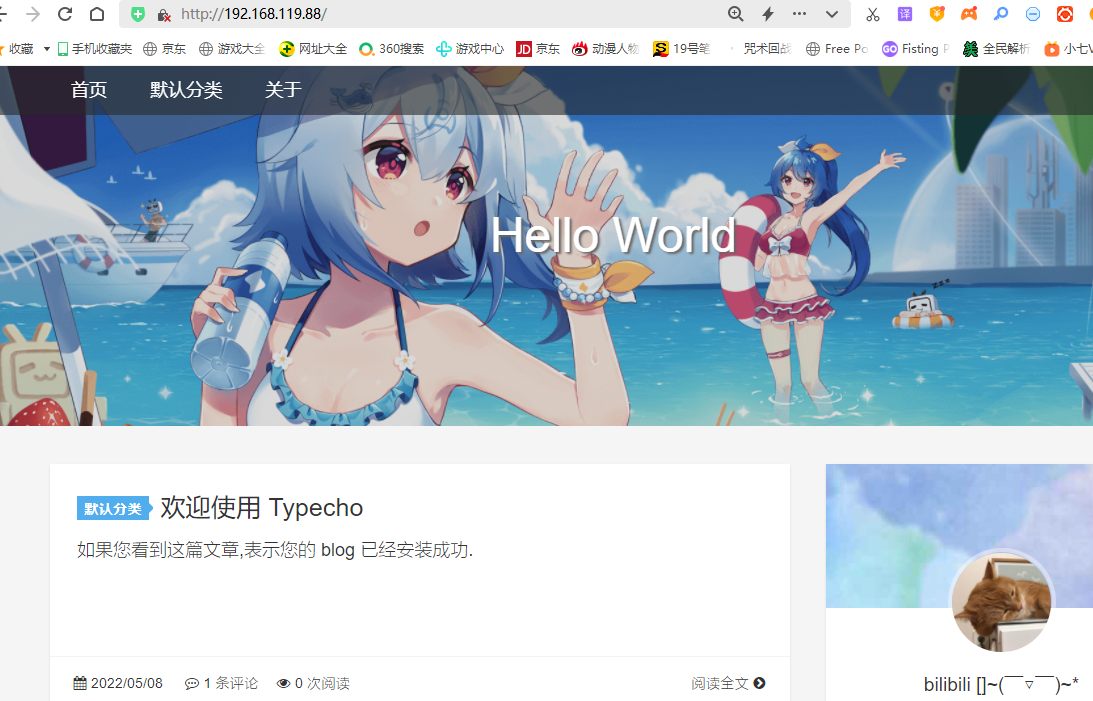 http://192.168.119.88/
收藏 手机收藏夹 京东 游戏大全 网址大全 360搜索 游戏中心 JD 京东 动漫人物 S 19号笔 咒术回战 Free Po GO Fisting P 全民解析 小七V
首页 默认分类 关于
zzz
Hello World
默认分类 欢迎使用 Typecho
如果您看到这篇文章,表示您的 blog 已经安装成功.
2022/05/08 1 条评论 0 次阅读 阅读全文
bilibili []~(￣▽￣)~*